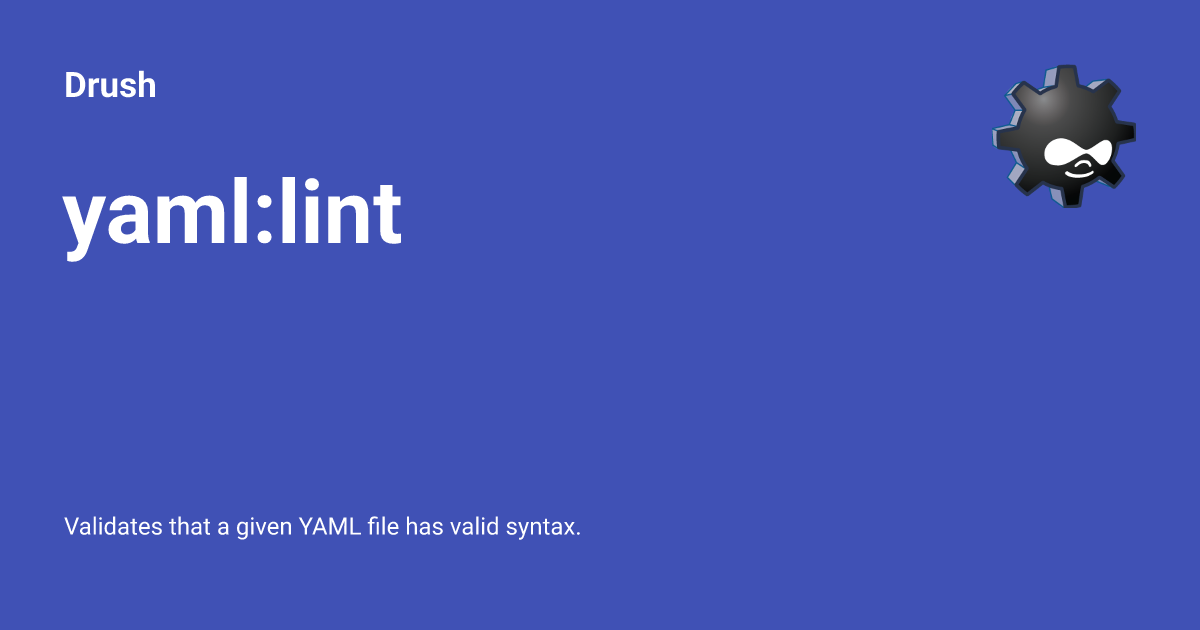 Drush
yaml:lint
Validates that a given YAML file has valid syntax.